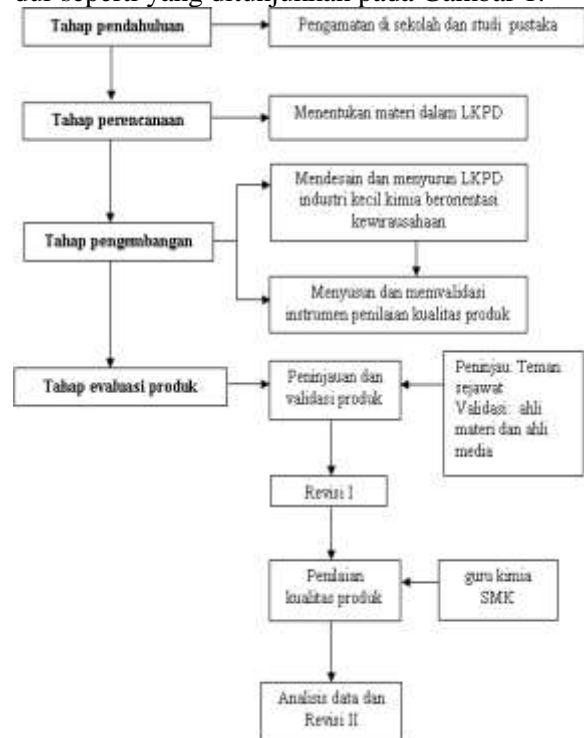 dur seperti yang ditunjukkan pada Gambar 1.
Tahap pendahuluan
Pengamatan di sekolah dan studi pustaka
Tahap perencanaan
Menentukan materi dalam LKPD
Mendesain dan menyusun LKPD
industri kecil kimia beronentasi
kewirausahaan
Tahap pengembangan
Menyusun dan memvalidasi
instrumen penilaian kualitas produk
Tahap evaluasi produk
Peninjauan dan
validasi produk
Peninjau: Teman
sejawat
Validasi: ahli
materi dan ahli
media
Revisi I
Penilaian
kualitas produk
guru kimia
SMK
Analisis data dan
Revisi II